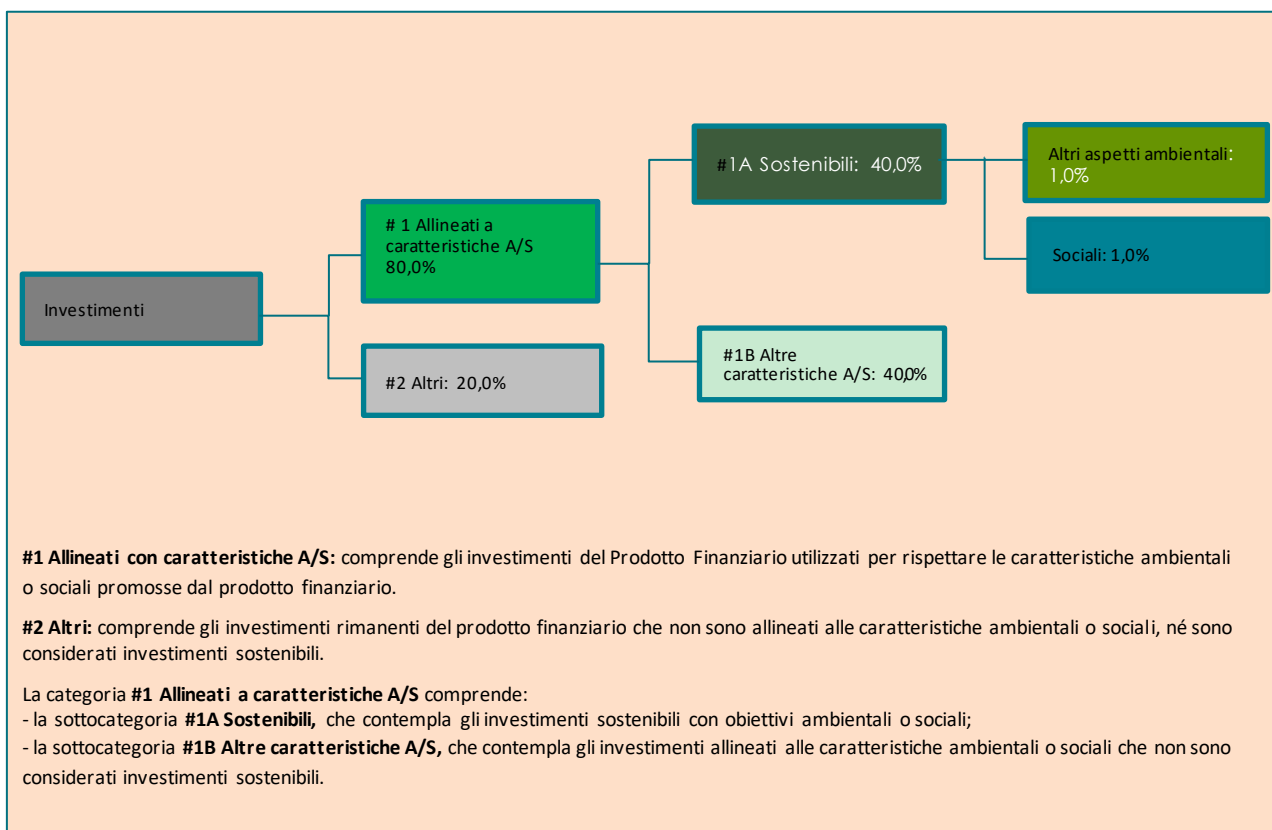 Investimenti
# 1 Allineati a
caratteristiche A/S
80,0%
#2 Altri: 20,0%
#1A Sostenibili: 40,0%
#1B Altre
caratteristiche A/S: 40,0%
Altri aspetti ambientali:
1,0%
Sociali: 1,0%
#1 Allineati con caratteristiche A/S: comprende gli investimenti del Prodotto Finanziario utilizzati per rispettare le caratteristiche ambientali
o sociali promosse dal prodotto finanziario.
#2 Altri: comprende gli investimenti rimanenti del prodotto finanziario che non sono allineati alle caratteristiche ambientali o sociali, né sono
considerati investimenti sostenibili.
La categoria #1 Allineati a caratteristiche A/S comprende:
- la sottocategoria #1A Sostenibili, che contempla gli investimenti sostenibili con obiettivi ambientali o sociali;
- la sottocategoria #1B Altre caratteristiche A/S, che contempla gli investimenti allineati alle caratteristiche ambientali o sociali che non sono
considerati investimenti sostenibili.